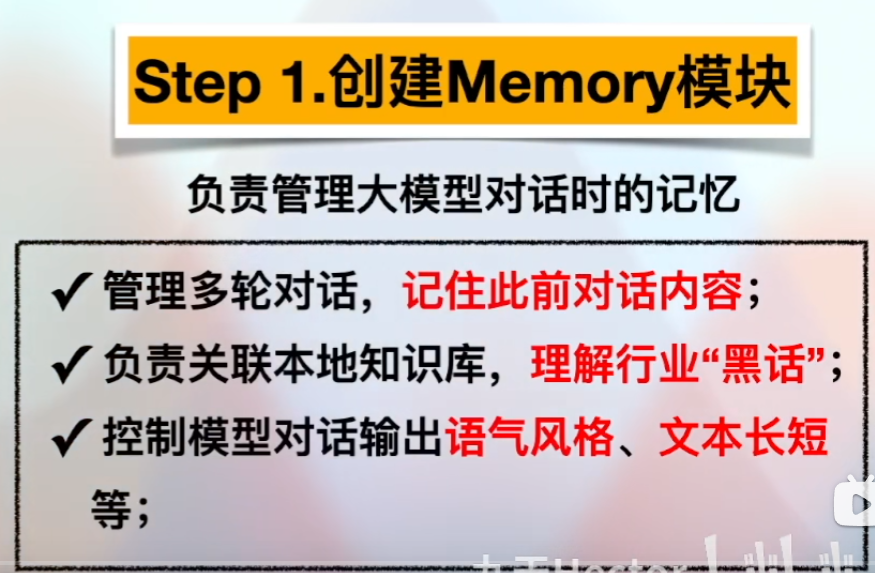 Step 1.创建Memory模块
负责管理大模型对话时的记忆
✓ 管理多轮对话，记住此前对话内容；
✓ 负责关联本地知识库，理解行业“黑话”；
✓ 控制模型对话输出语气风格、文本长短
等；